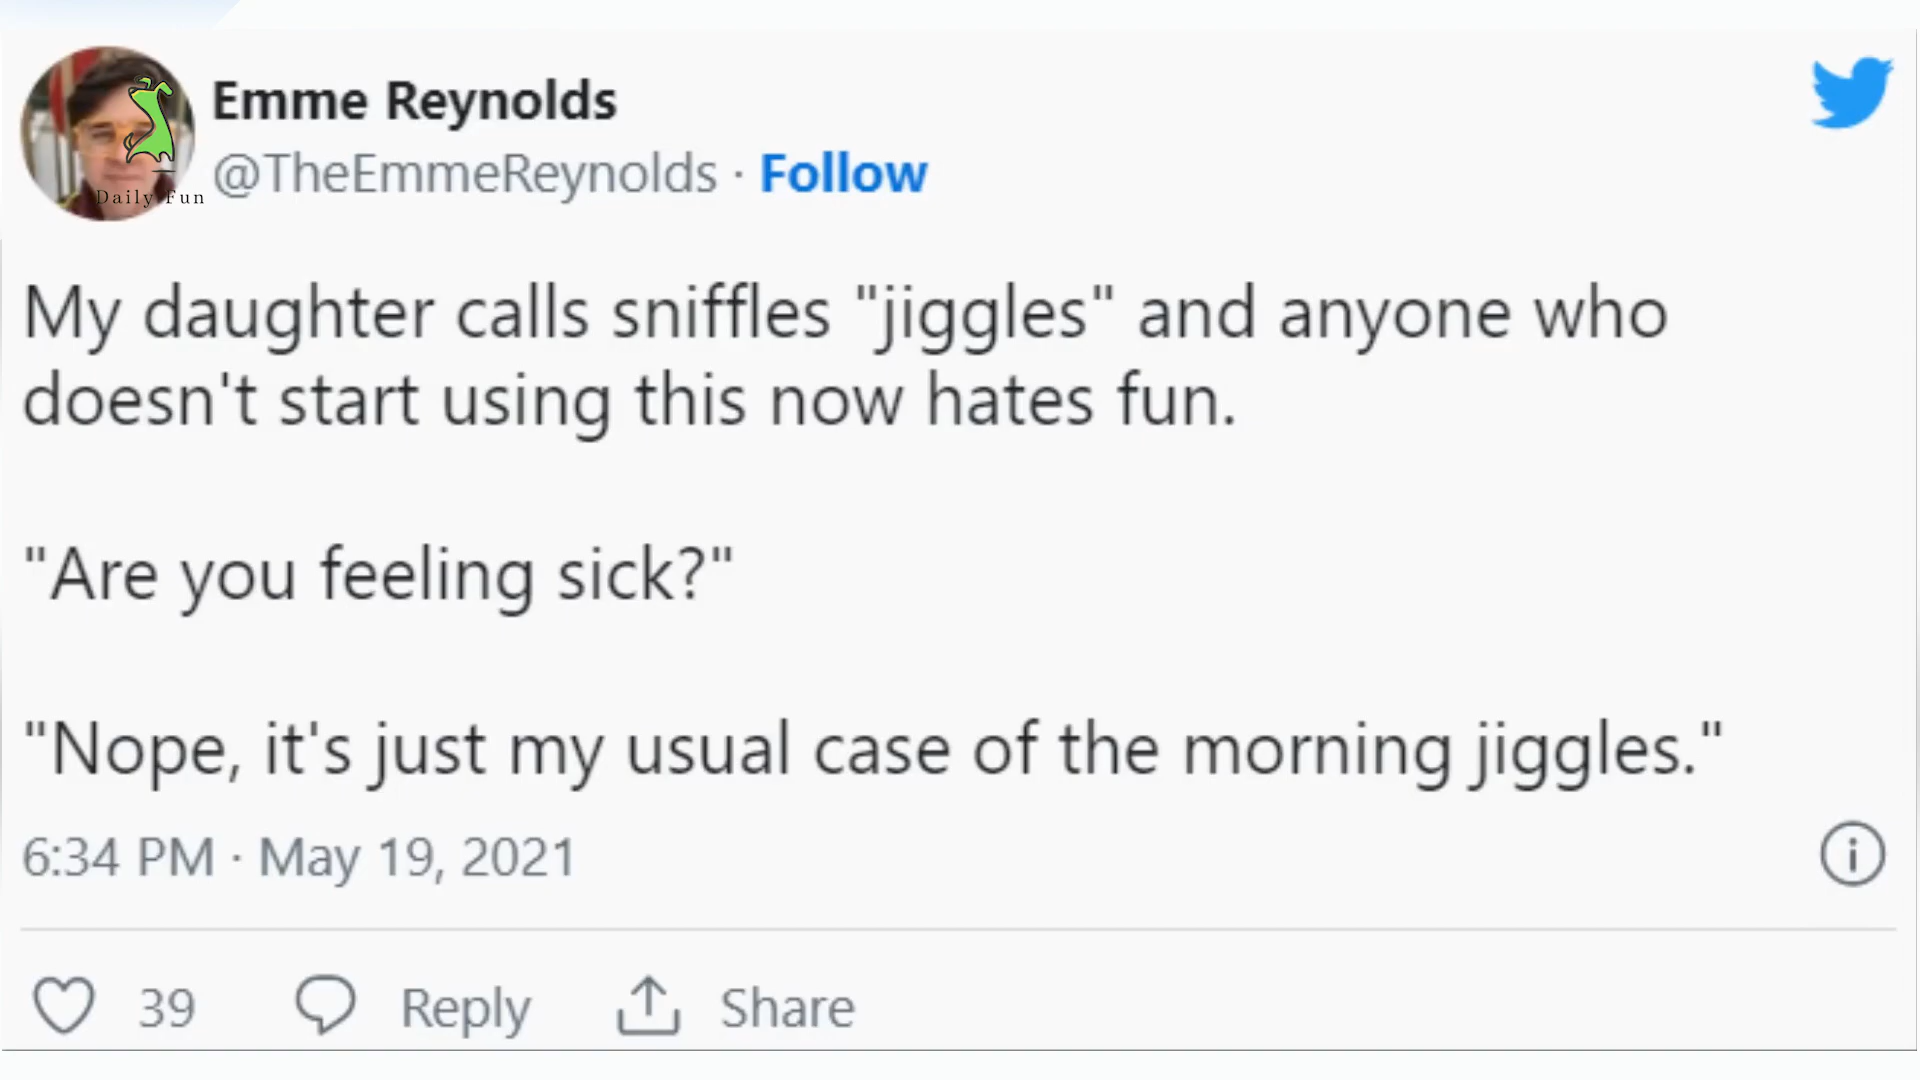 Emme Reynolds
@TheEmmeReynolds · Follow
Daily Fun
My daughter calls sniffles "jiggles" and anyone who
doesn't start using this now hates fun.
"Are you feeling sick?"
"Nope, it's just my usual case of the morning jiggles."
6:34 PM · May 19, 2021
39 Reply Share